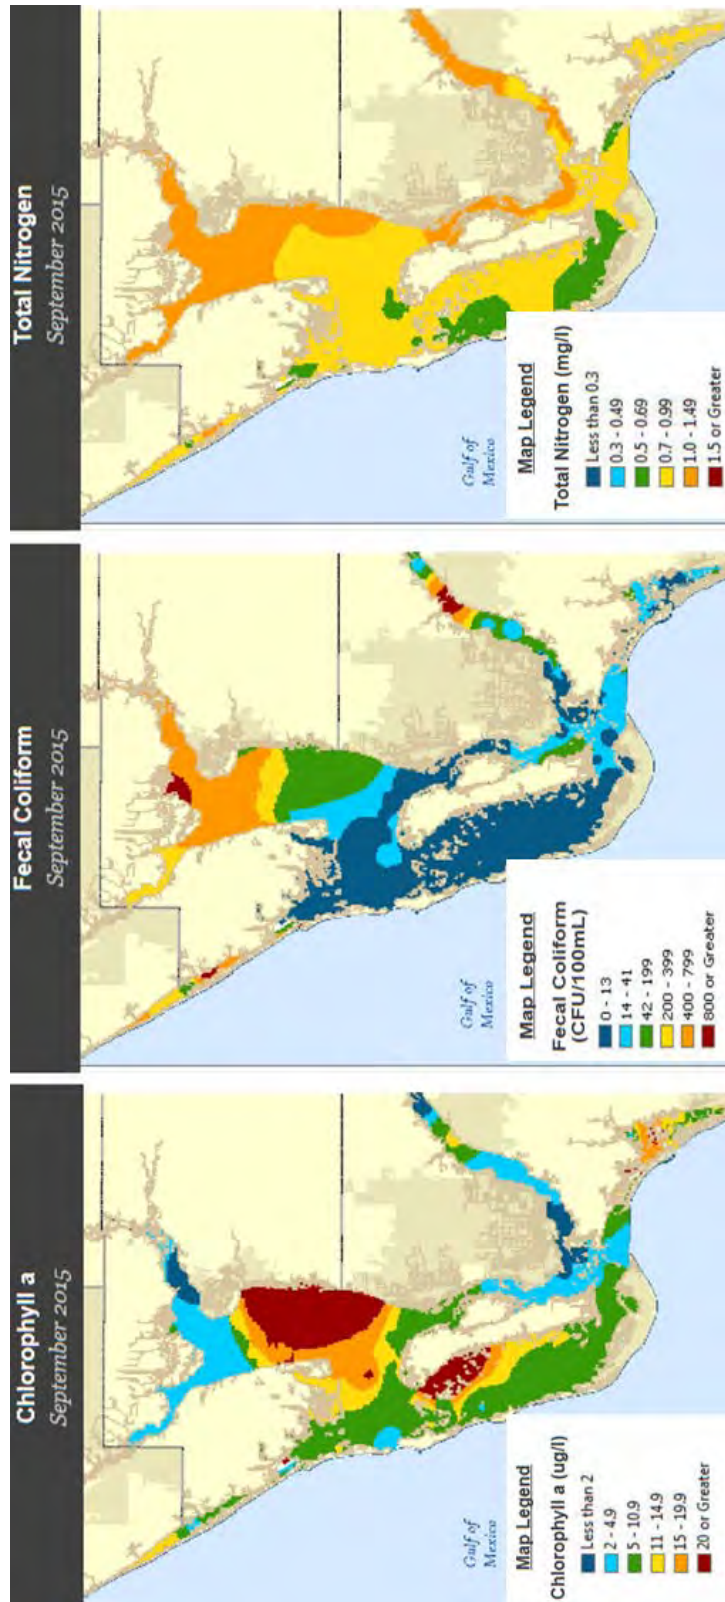 Chlorophyll a
September 2015
Gulf of
Mexico
Map Legend
Chlorophyll a (ug/l)
Less than 2
2 - 4.9
5 - 10.9
11 - 14.9
15 - 19.9
20 or Greater
Fecal Coliform
September 2015
Gulf of
Mexico
Map Legend
Fecal Coliform
(CFU/100mL)
0 - 13
14 - 41
42 - 199
200 - 399
400 - 799
800 or Greater
Total Nitrogen
September 2015
Gulf of
Mexico
Map Legend
Total Nitrogen (mg/l)
Less than 0.3
0.3 - 0.49
0.5 - 0.69
0.7 - 0.99
1.0 - 1.49
1.5 or Greater